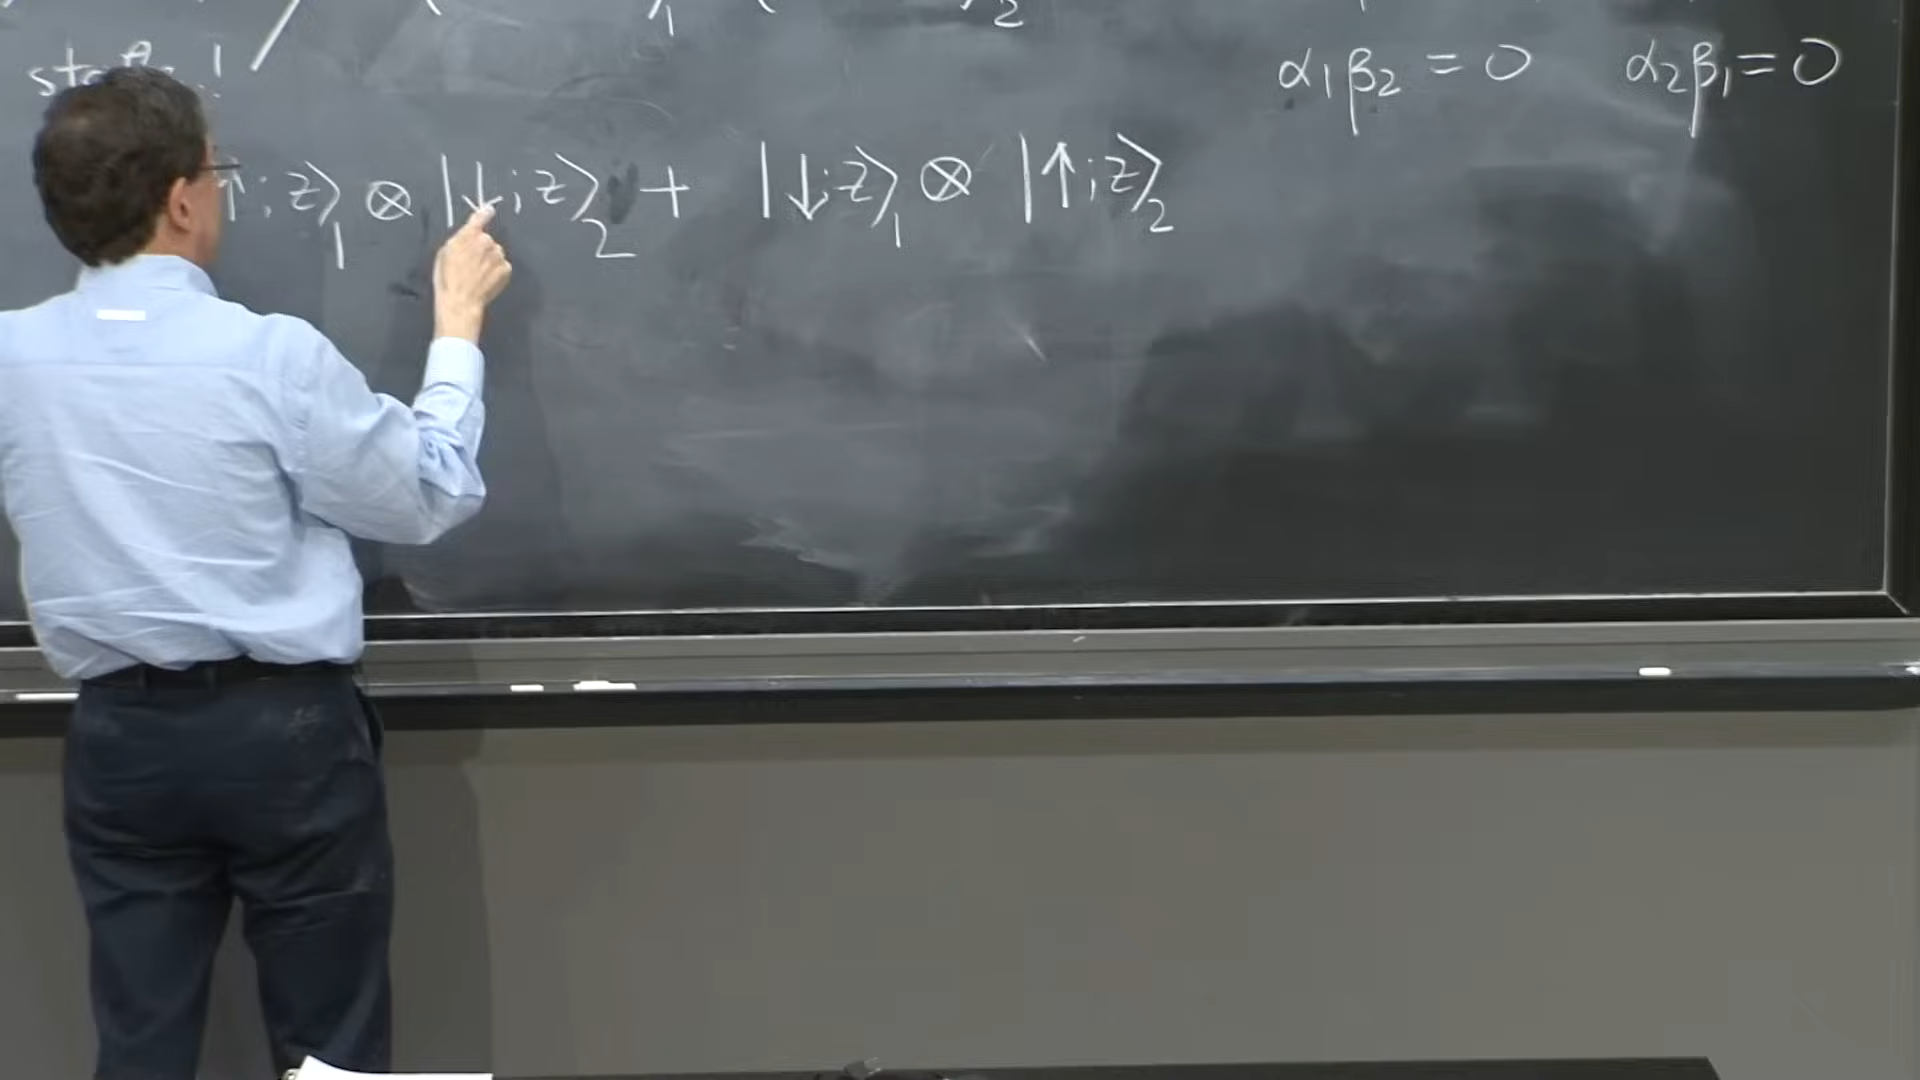 α₁β₂ = 0    α₂β₁ = 0
↑;z⟩₁ ⊗ |↓;z⟩₂ + |↓;z⟩₁ ⊗ |↑;z⟩₂